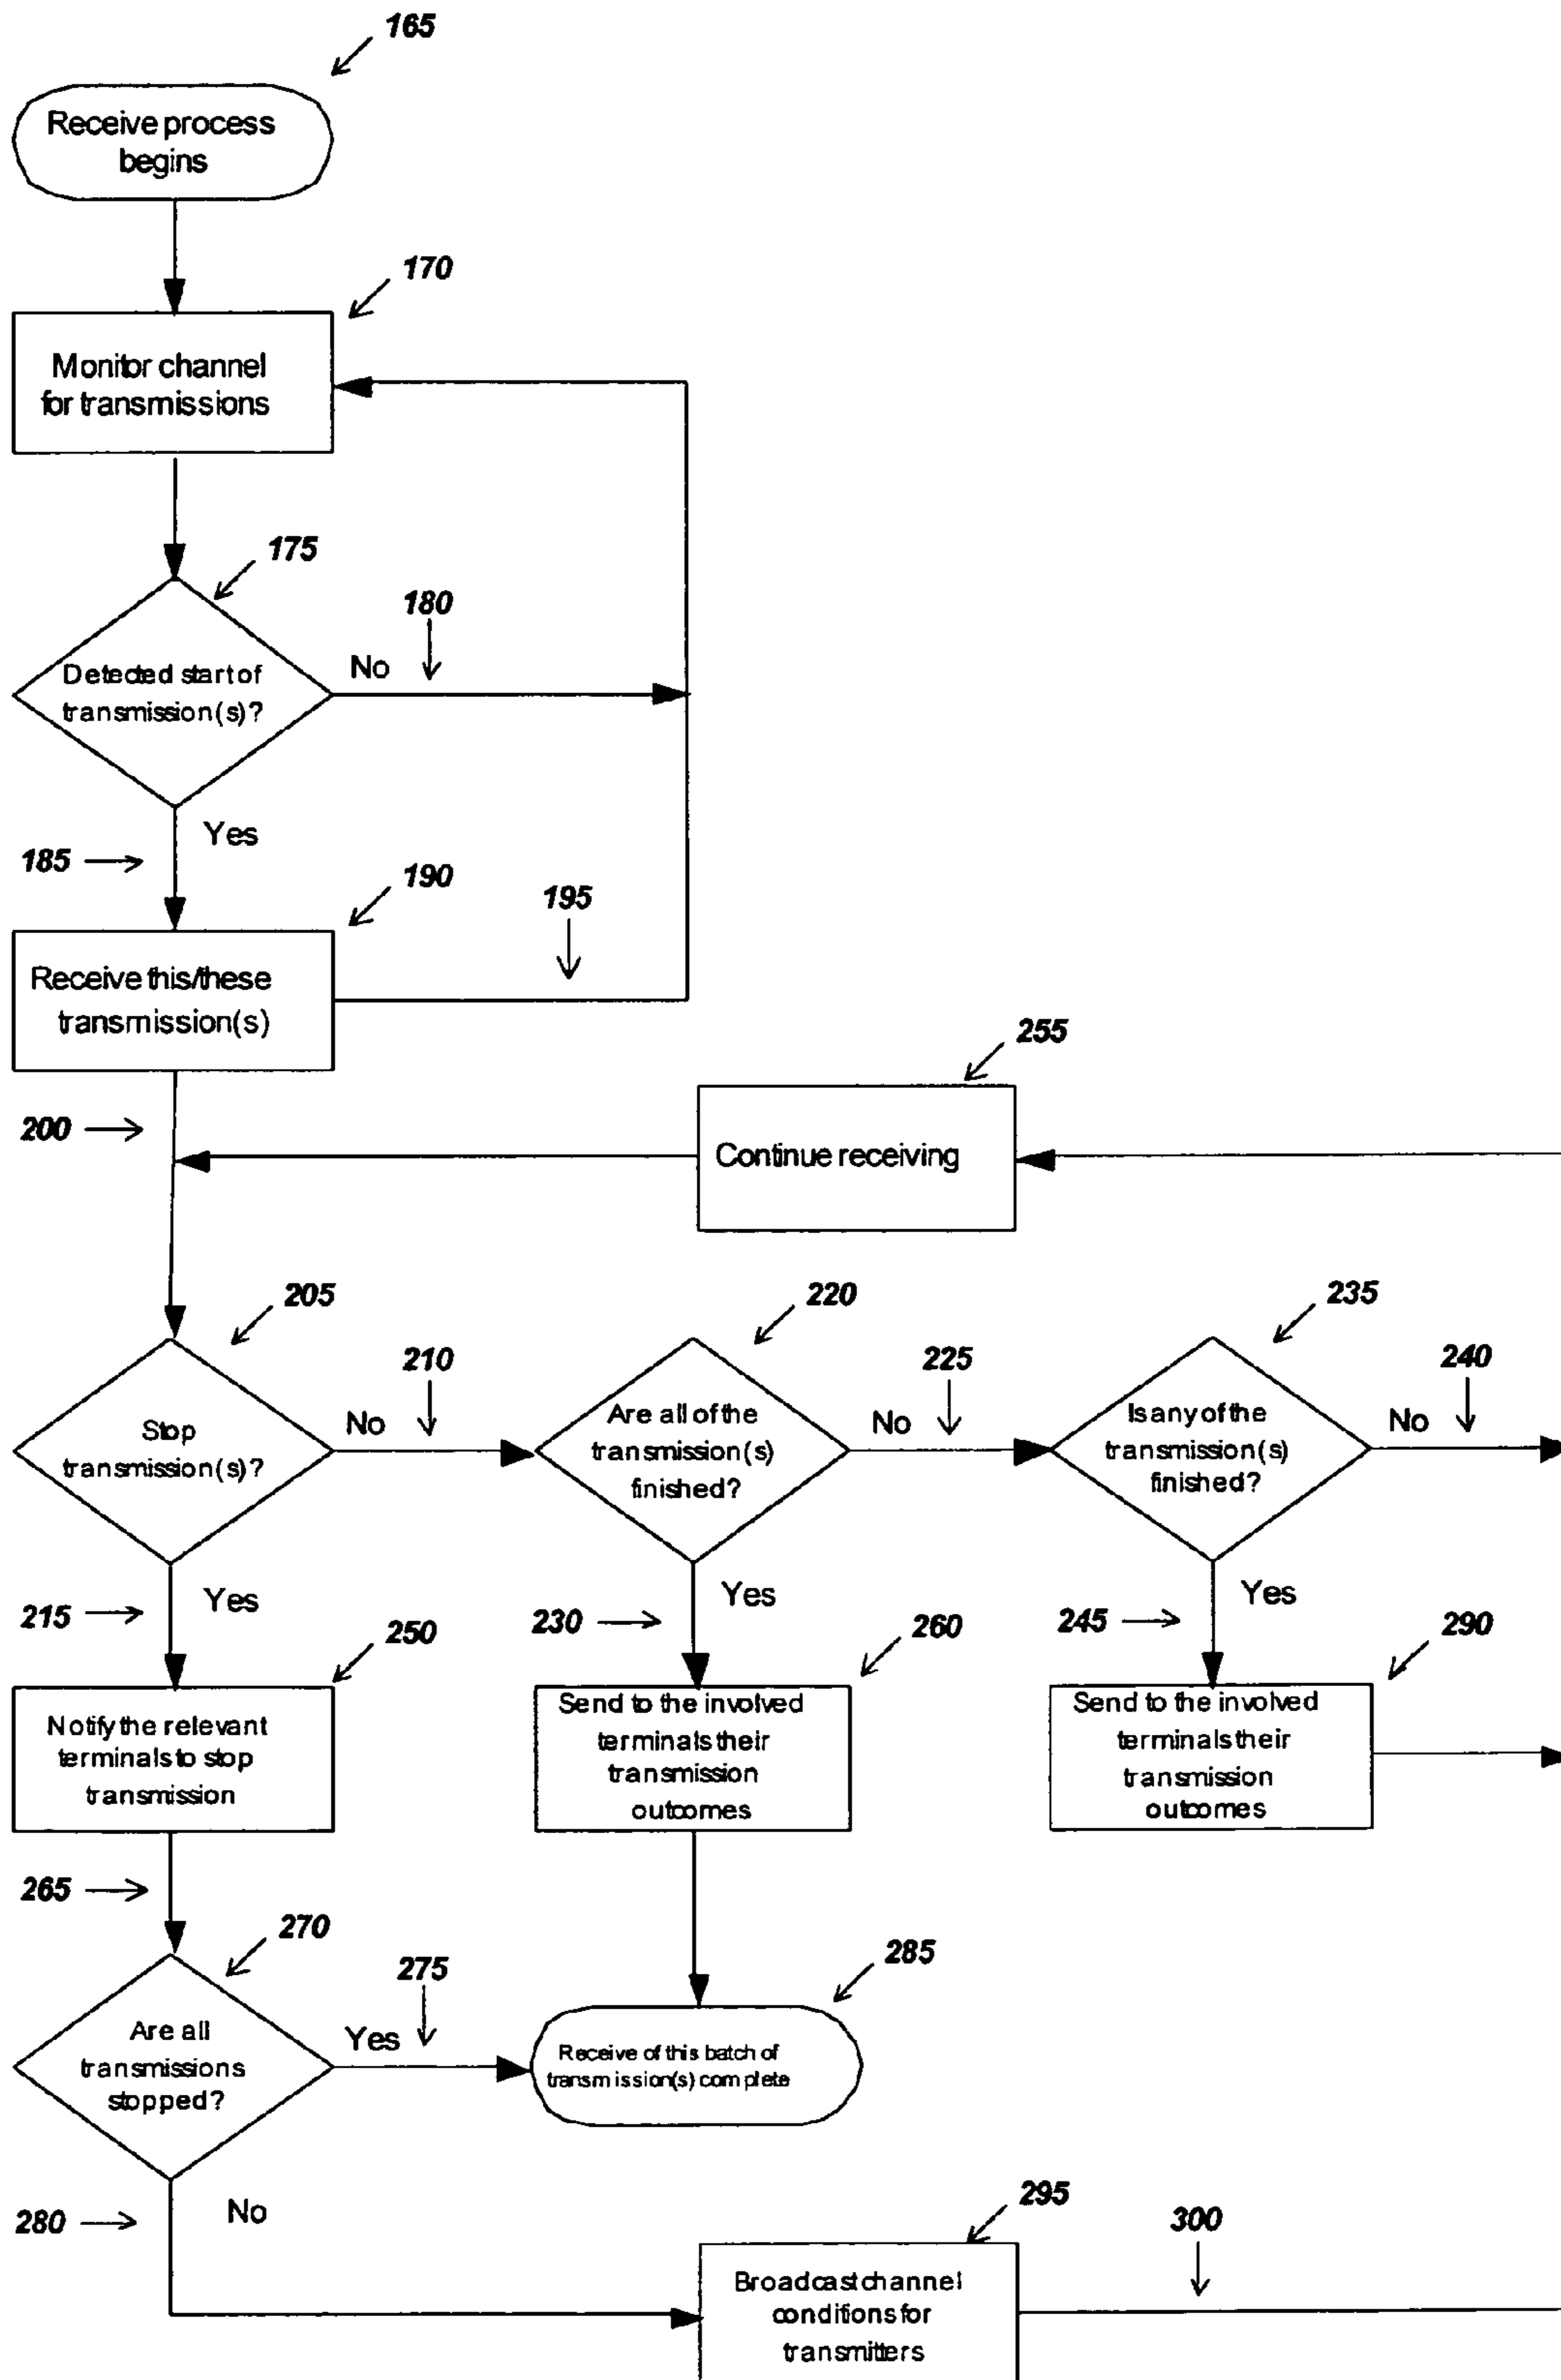 165
Receive process
begins
170
Monitor channel
for transmissions
175
180
Detected start of
transmission(s)?
No
Yes
185
190
195
Receive this/these
transmission(s)
200
255
Continue receiving
205
220
235
210
225
240
Stop
transmission(s)?
No
Are all of the
transmission(s)
finished?
No
Is any of the
transmission(s)
finished?
No
215
Yes
230
Yes
245
Yes
250
260
290
Notify the relevant
terminals to stop
transmission
Send to the involved
terminals their
transmission
outcomes
Send to the involved
terminals their
transmission
outcomes
265
270
275
285
Are all
transmissions
stopped?
Yes
Receive of this batch of
transmission(s) complete
280
No
295
300
Broadcast channel
conditions for
transmitters